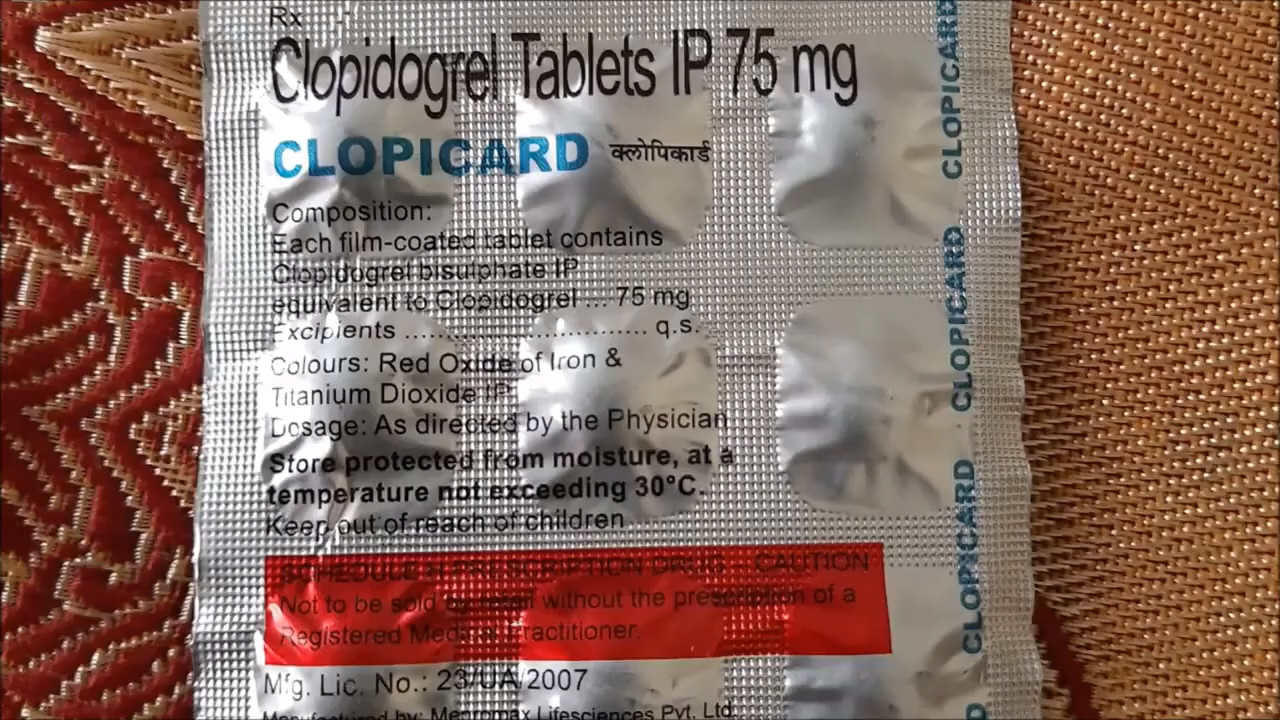 Rx
Clopidogrel Tablets IP 75 mg
CLOPICARD क्लोपिकार्ड
Composition:
Each film-coated tablet contains
Clopidogrel bisulphate IP
equivalent to Clopidogrel ... 75 mg
Excipients ................................ q.s.
Colours: Red Oxide of Iron &
Titanium Dioxide IP
Dosage: As directed by the Physician
Store protected from moisture, at a
temperature not exceeding 30°C.
Keep out of reach of children
SCHEDULE H PRESCRIPTION DRUG - CAUTION
Not to be sold by retail without the prescription of a
Registered Medical Practitioner.
Mfg. Lic. No.: 23/UA/2007
Manufactured by: Mepromax Lifesciences Pvt. Ltd.
CLOPICARD
CLOPICARD
CLOPICARD